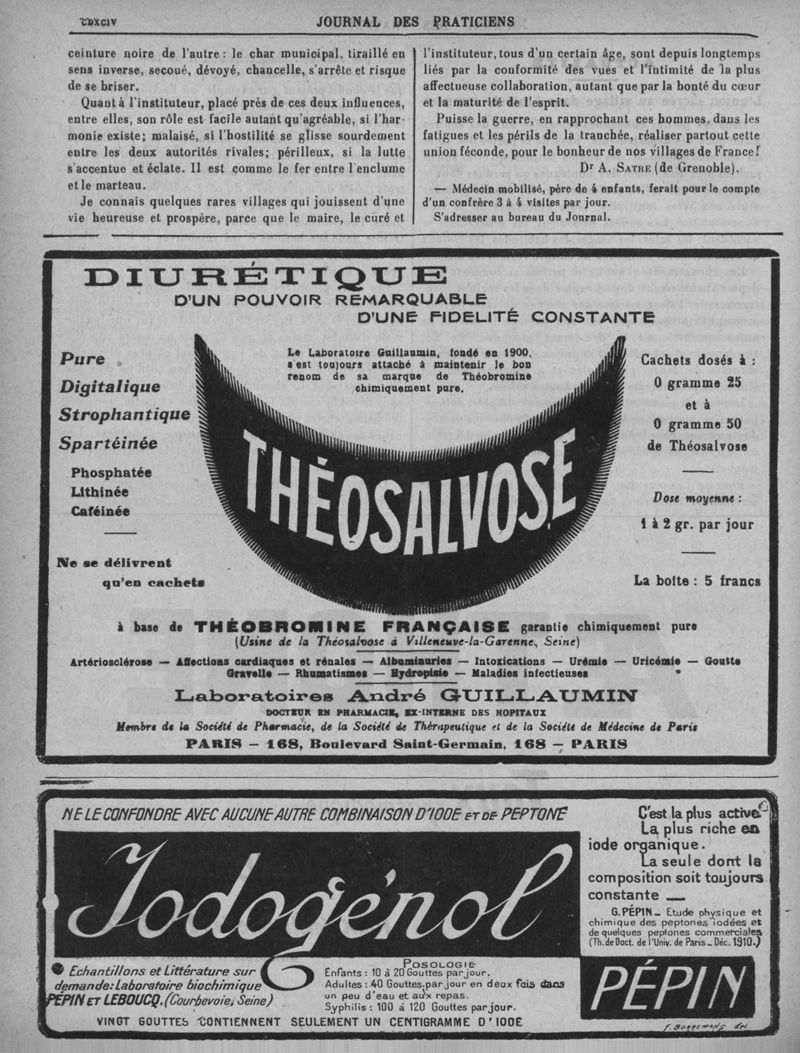 CDXCIV
JOURNAL DES PRATICIENS
ceinture noire de l'autre : le char municipal, tiraillé en
sens inverse, secoué, dévoyé, chancelle, s'arrête et risque
de se briser.
Quant à l'instituteur, placé près de ces deux influences,
entre elles, son rôle est facile autant qu'agréable, si l'har-
monie existe; malaisé, si l'hostilité se glisse sourdement
entre les deux autorités rivales; périlleux, si la lutte
s'accentue et éclate. Il est comme le fer entre l'enclume
et le marteau.
Je connais quelques rares villages qui jouissent d'une
vie heureuse et prospère, parce que le maire, le curé et
l'instituteur, tous d'un certain âge, sont depuis longtemps
liés par la conformité des vues et l'intimité de la plus
affectueuse collaboration, autant que par la bonté du cœur
et la maturité de l'esprit.
Puisse la guerre, en rapprochant ces hommes, dans les
fatigues et les périls de la tranchée, réaliser partout cette
union féconde, pour le bonheur de nos villages de France!
Dr A. SATRE (de Grenoble).
— Médecin mobilisé, père de 4 enfants, ferait pour le compte
d'un confrère 3 à 4 visites par jour.
S'adresser au bureau du Journal.
DIURÉTIQUE
D'UN POUVOIR REMARQUABLE
D'UNE FIDELITÉ CONSTANTE
Pure
Digitalique
Strophantique
Spartéinée
Phosphatée
Lithinée
Caféinée
Ne se délivrent
qu'en cachets
Le Laboratoire Guillaumin, fondé en 1900,
s'est toujours attaché à maintenir le bon
renom de sa marque de Théobromine
chimiquement pure.
THÉOSALVOSE
Cachets dosés à :
0 gramme 25
et à
0 gramme 50
de Théosalvose
Dose moyenne :
1 à 2 gr. par jour
La boîte : 5 francs
à base de THÉOBROMINE FRANÇAISE garantie chimiquement pure
(Usine de la Théosalvose à Villeneuve-la-Garenne, Seine)
Artériosclérose — Affections cardiaques et rénales — Albuminuries — Intoxications — Urémie — Uricémie — Goutte
Gravelle — Rhumatismes — Hydropisie — Maladies infectieuses
Laboratoires André GUILLAUMIN
DOCTEUR EN PHARMACIE, EX-INTERNE DES HOPITAUX
Membre de la Société de Pharmacie, de la Société de Thérapeutique et de la Société de Médecine de Paris
PARIS – 168, Boulevard Saint-Germain, 168 – PARIS
NE LE CONFONDRE AVEC AUCUNE AUTRE COMBINAISON D'IODE ET DE PEPTONE
Iodogénol
C'est la plus active
La plus riche en
iode organique.
La seule dont la
composition soit toujours
constante _
G. PÉPIN _ Etude physique et
chimique des peptones iodées et
de quelques peptones commerciales
(Th. de Doct. de l'Univ. de Paris _ Déc. 1910.)
Echantillons et Littérature sur
demande: laboratoire biochimique
PÉPIN ET LEBOUCQ. (Courbevoie, Seine)
POSOLOGIE
Enfants : 10 à 20 Gouttes par jour.
Adultes : 40 Gouttes par jour en deux fois dans
un peu d'eau et aux repas.
Syphilis : 100 à 120 Gouttes par jour.
VINGT GOUTTES CONTIENNENT SEULEMENT UN CENTIGRAMME D'IODE
PÉPIN